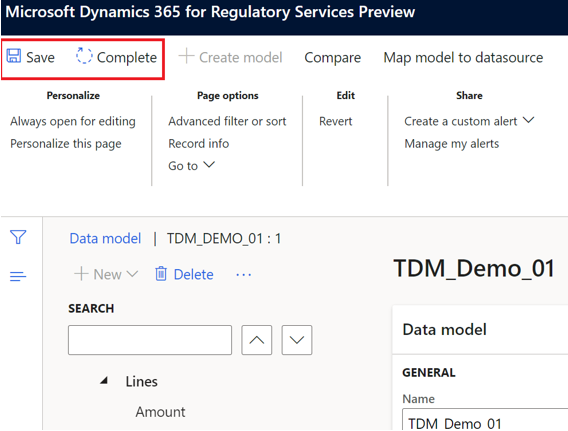 Microsoft Dynamics 365 for Regulatory Services Preview
Save Complete Create model Compare Map model to datasource
Personalize Page options Edit Share
Always open for editing Advanced filter or sort Revert Create a custom alert
Personalize this page Record info Manage my alerts
Go to
Data model | TDM_DEMO_01 : 1
New Delete ...
TDM_Demo_01
SEARCH
Data model
GENERAL
Lines
Name
Amount
TDM_Demo_01